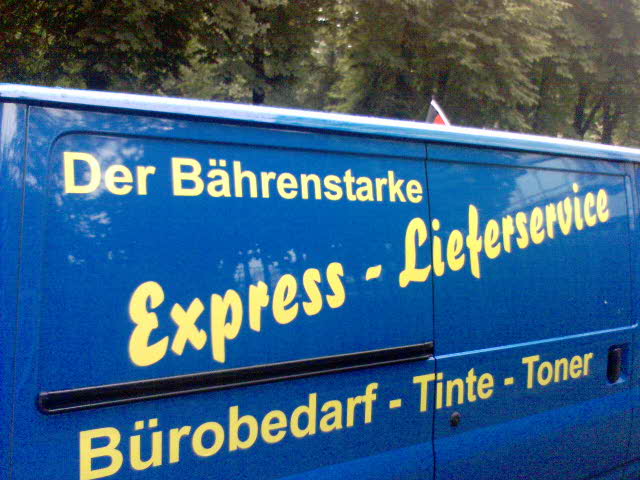 Der Bährenstarke
Express - Lieferservice
Bürobedarf - Tinte - Toner